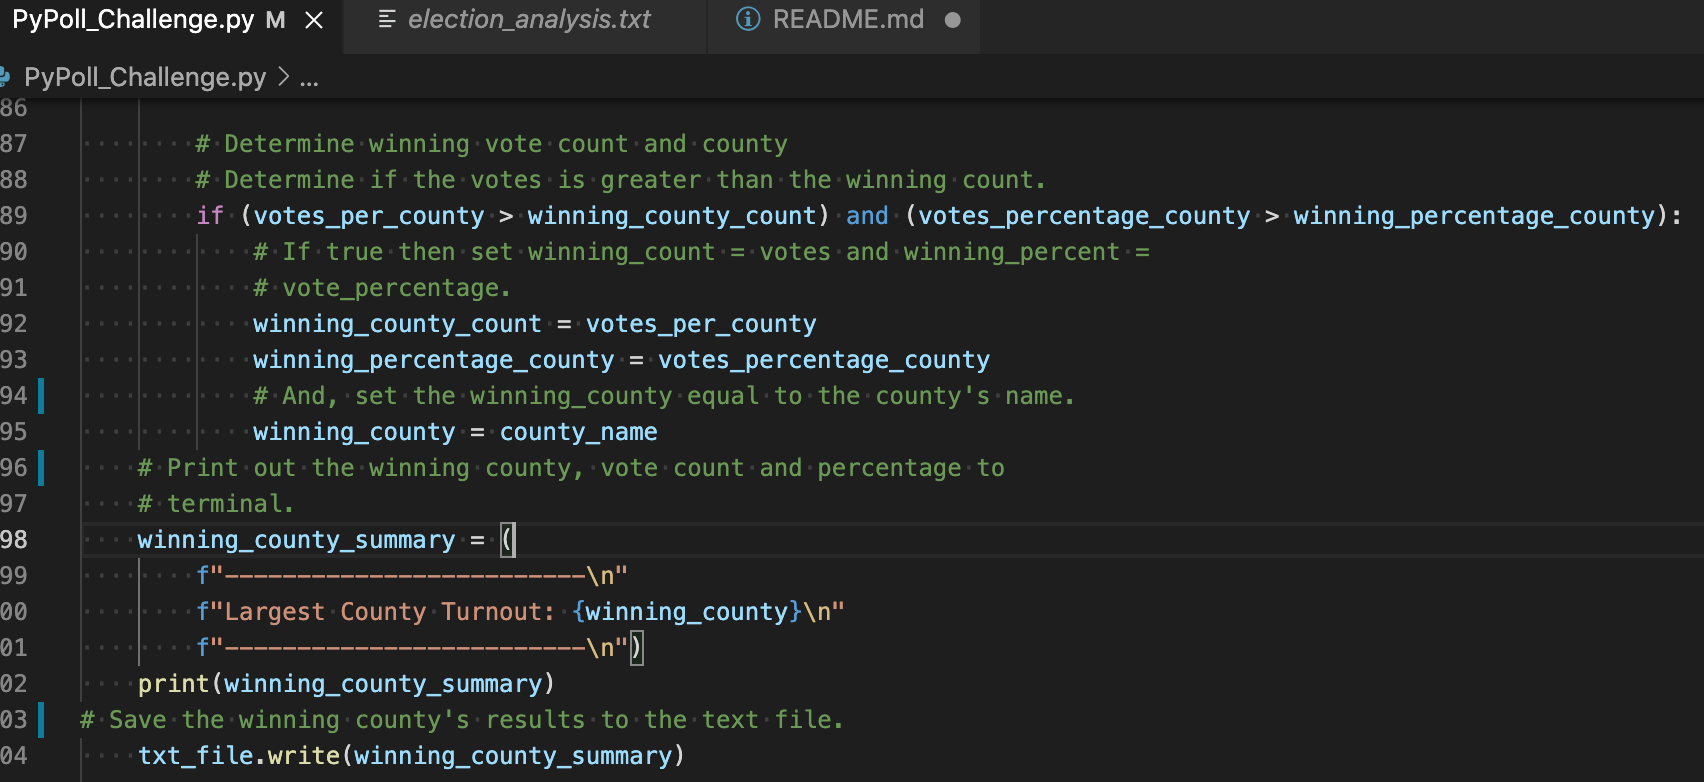 PyPoll_Challenge.py M × election_analysis.txt README.md
PyPoll_Challenge.py > ...
86
87 # Determine winning vote count and county
88 # Determine if the votes is greater than the winning count.
89 if (votes_per_county > winning_county_count) and (votes_percentage_county > winning_percentage_county):
90 # If true then set winning_count = votes and winning_percent =
91 # vote_percentage.
92 winning_county_count = votes_per_county
93 winning_percentage_county = votes_percentage_county
94 # And, set the winning_county equal to the county's name.
95 winning_county = county_name
96 # Print out the winning county, vote count and percentage to
97 # terminal.
98 winning_county_summary = (
99 f"-------------------------\n"
00 f"Largest County Turnout: {winning_county}\n"
01 f"-------------------------\n")
02 print(winning_county_summary)
03 # Save the winning county's results to the text file.
04 txt_file.write(winning_county_summary)